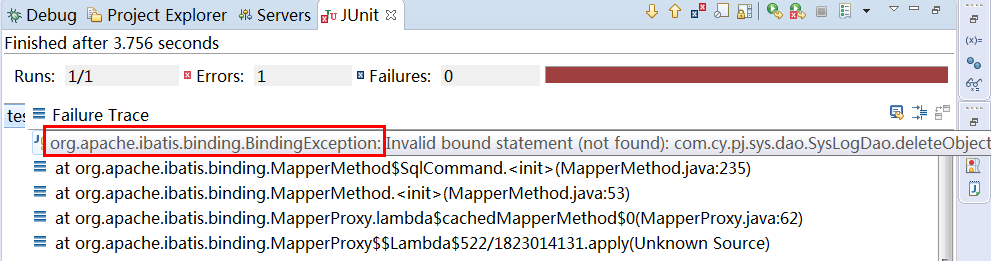 Debug Project Explorer Servers JUnit
Finished after 3.756 seconds
Runs: 1/1 Errors: 1 Failures: 0
tes Failure Trace
org.apache.ibatis.binding.BindingException: Invalid bound statement (not found): com.cy.pj.sys.dao.SysLogDao.deleteObject
at org.apache.ibatis.binding.MapperMethod$SqlCommand.<init>(MapperMethod.java:235)
at org.apache.ibatis.binding.MapperMethod.<init>(MapperMethod.java:53)
at org.apache.ibatis.binding.MapperProxy.lambda$cachedMapperMethod$0(MapperProxy.java:62)
at org.apache.ibatis.binding.MapperProxy$$Lambda$522/1823014131.apply(Unknown Source)